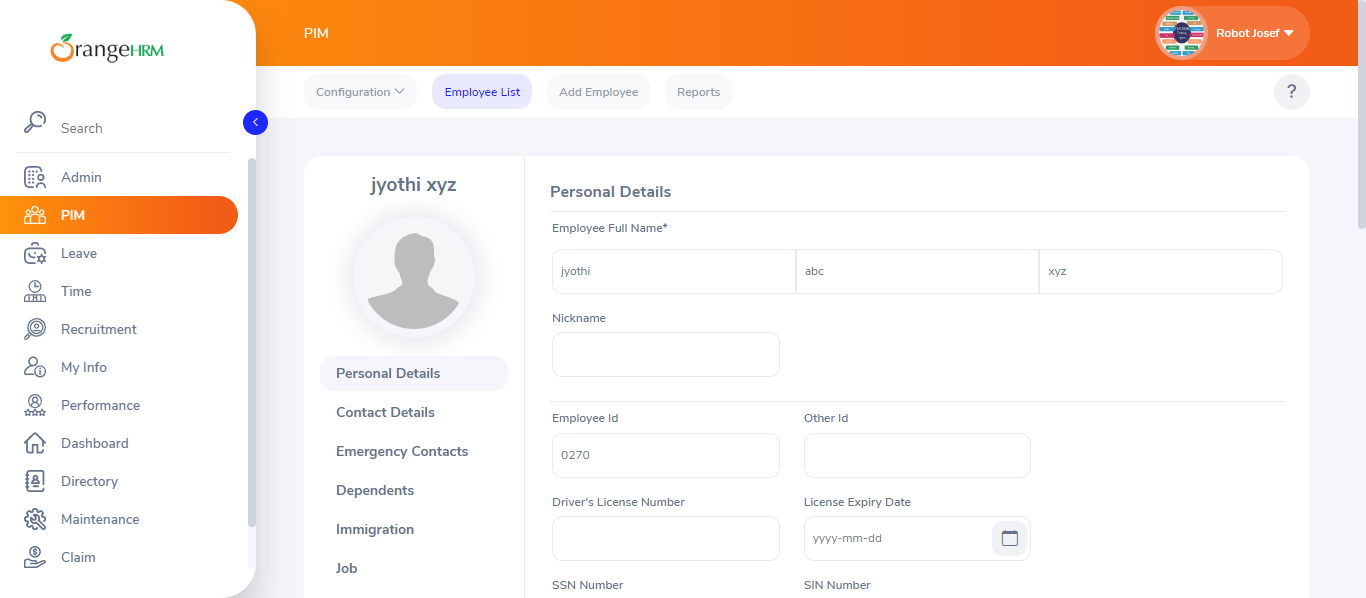 OrangeHRM
Search
Admin
PIM
Leave
Time
Recruitment
My Info
Performance
Dashboard
Directory
Maintenance
Claim
PIM
Robot Josef
Configuration
Employee List
Add Employee
Reports
?
jyothi xyz
Personal Details
Contact Details
Emergency Contacts
Dependents
Immigration
Job
Personal Details
Employee Full Name*
jyothi abc xyz
Nickname
Employee Id Other Id
0270
Driver's License Number License Expiry Date
yyyy-mm-dd
SSN Number SIN Number